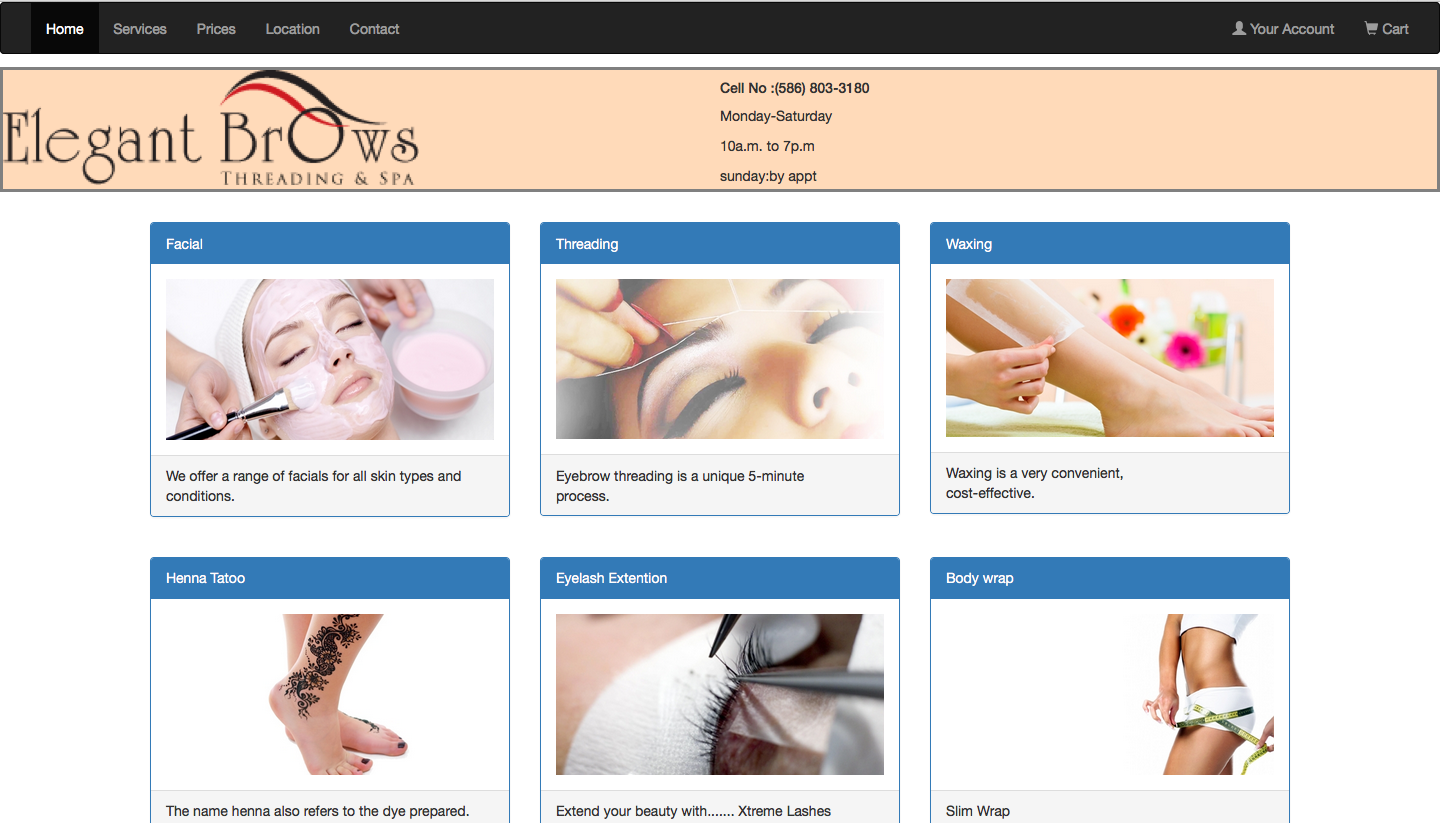 Home Services Prices Location Contact Your Account Cart
Elegant Brows
Threading & Spa
Cell No :(586) 803-3180
Monday-Saturday
10a.m. to 7p.m
sunday:by appt
Facial
We offer a range of facials for all skin types and
conditions.
Threading
Eyebrow threading is a unique 5-minute
process.
Waxing
Waxing is a very convenient,
cost-effective.
Henna Tatoo
The name henna also refers to the dye prepared.
Eyelash Extention
Extend your beauty with....... Xtreme Lashes
Body wrap
Slim Wrap